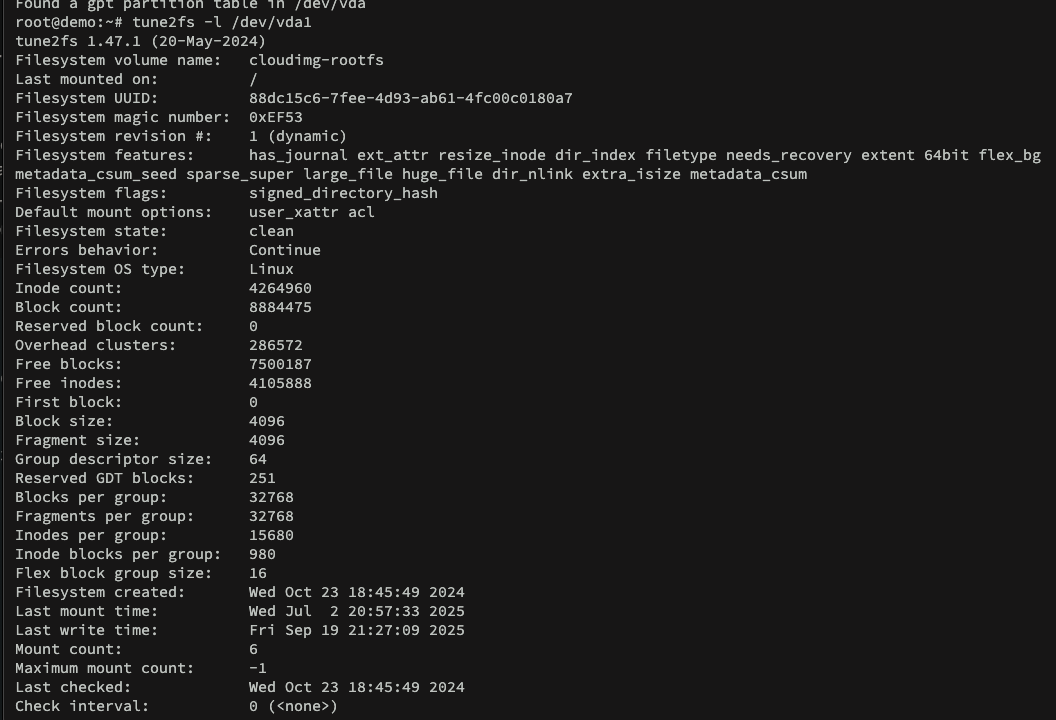 Found a gpt partition table in /dev/vda
root@demo:~# tune2fs -l /dev/vda1
tune2fs 1.47.1 (20-May-2024)
Filesystem volume name:   cloudimg-rootfs
Last mounted on:          /
Filesystem UUID:          88dc15c6-7fee-4d93-ab61-4fc00c0180a7
Filesystem magic number:  0xEF53
Filesystem revision #:    1 (dynamic)
Filesystem features:      has_journal ext_attr resize_inode dir_index filetype needs_recovery extent 64bit flex_bg
metadata_csum_seed sparse_super large_file huge_file dir_nlink extra_isize metadata_csum
Filesystem flags:         signed_directory_hash
Default mount options:    user_xattr acl
Filesystem state:         clean
Errors behavior:          Continue
Filesystem OS type:       Linux
Inode count:              4264960
Block count:              8884475
Reserved block count:     0
Overhead clusters:        286572
Free blocks:              7500187
Free inodes:              4105888
First block:              0
Block size:               4096
Fragment size:            4096
Group descriptor size:    64
Reserved GDT blocks:      251
Blocks per group:         32768
Fragments per group:      32768
Inodes per group:         15680
Inode blocks per group:   980
Flex block group size:    16
Filesystem created:       Wed Oct 23 18:45:49 2024
Last mount time:          Wed Jul  2 20:57:33 2025
Last write time:          Fri Sep 19 21:27:09 2025
Mount count:              6
Maximum mount count:      -1
Last checked:             Wed Oct 23 18:45:49 2024
Check interval:           0 (<none>)